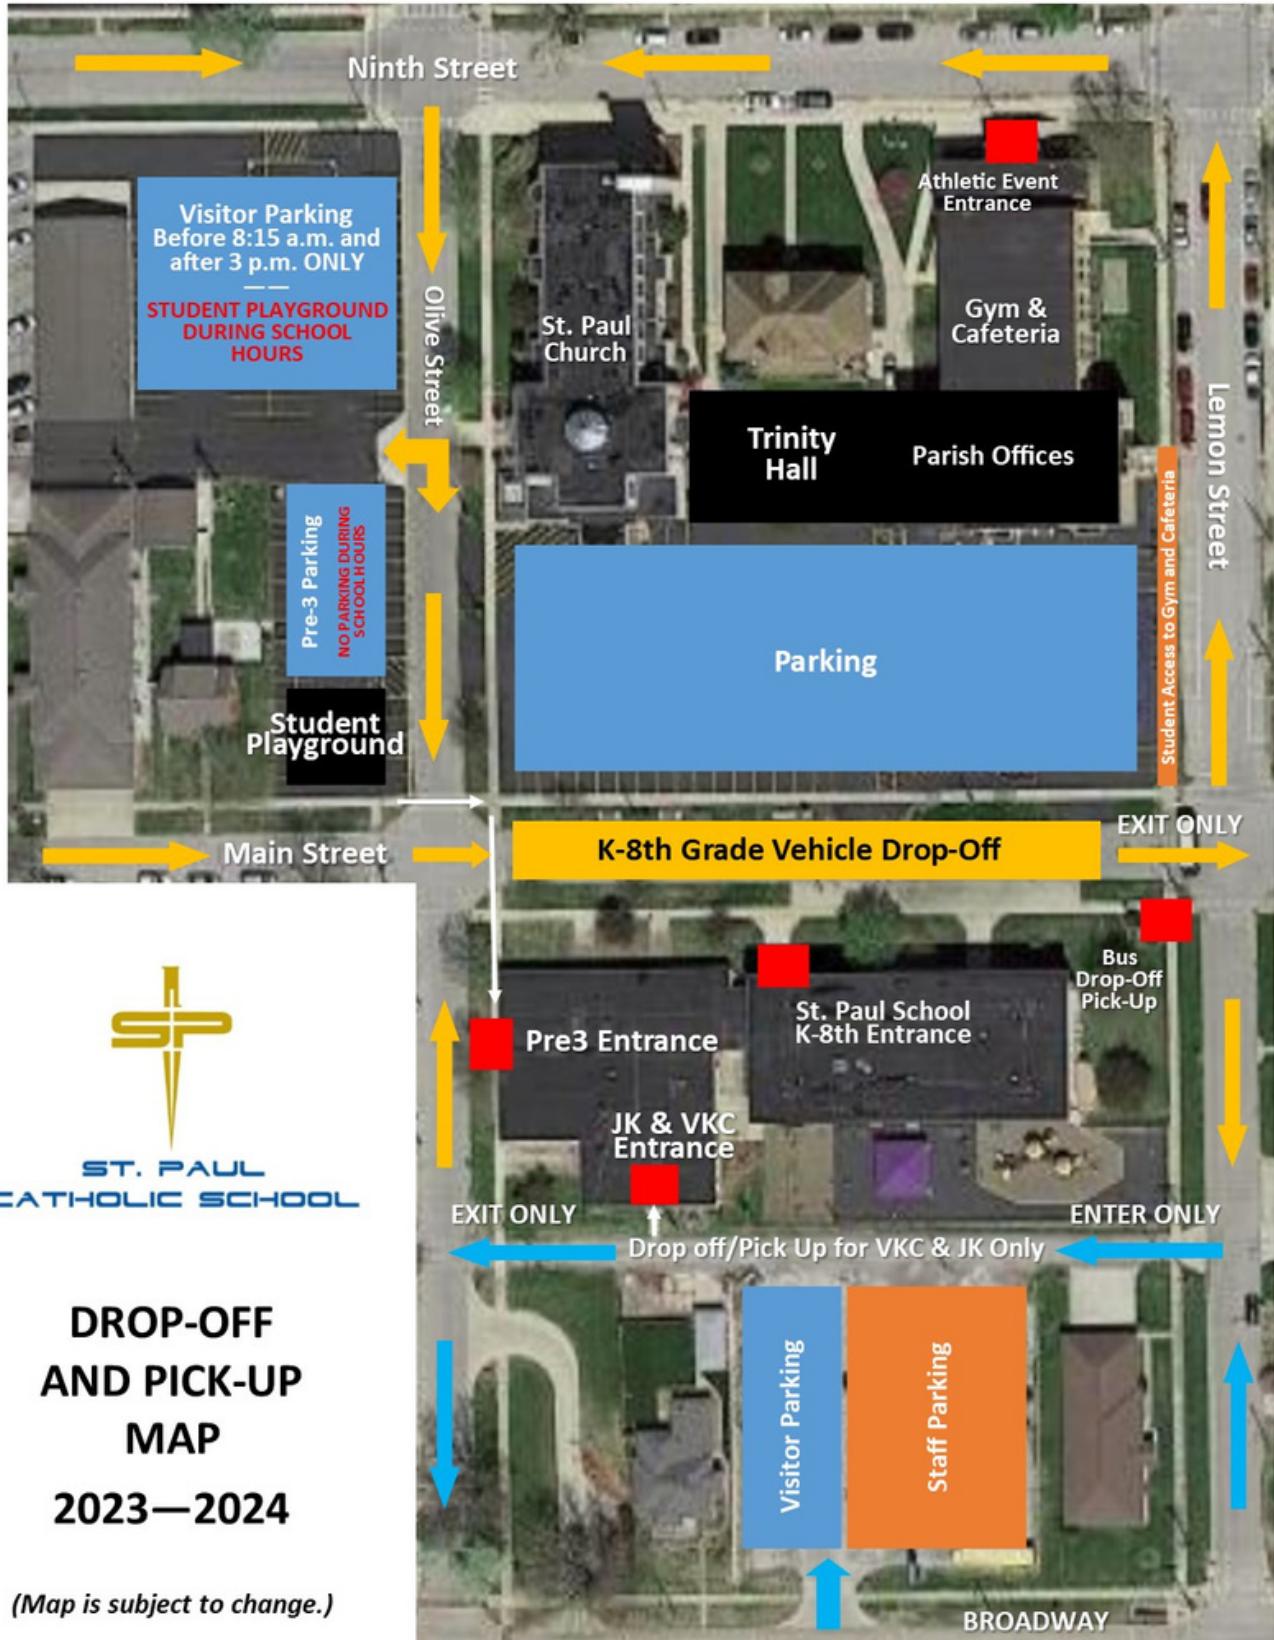 Ninth Street
Visitor Parking
Before 8:15 a.m. and
after 3 p.m. ONLY
——
STUDENT PLAYGROUND
DURING SCHOOL
HOURS
Olive Street
St. Paul
Church
Athletic Event
Entrance
Gym &
Cafeteria
Trinity
Hall
Parish Offices
Lemon Street
Pre-3 Parking
NO PARKING DURING
SCHOOL HOURS
Student
Playground
Parking
Student Access to Gym and Cafeteria
Main Street
K-8th Grade Vehicle Drop-Off
EXIT ONLY
Bus
Drop-Off
Pick-Up
St. Paul School
K-8th Entrance
Pre3 Entrance
JK & VKC
Entrance
EXIT ONLY
ENTER ONLY
Drop off/Pick Up for VKC & JK Only
Visitor Parking
Staff Parking
BROADWAY
SP
ST. PAUL
CATHOLIC SCHOOL
DROP-OFF
AND PICK-UP
MAP
2023—2024
(Map is subject to change.)